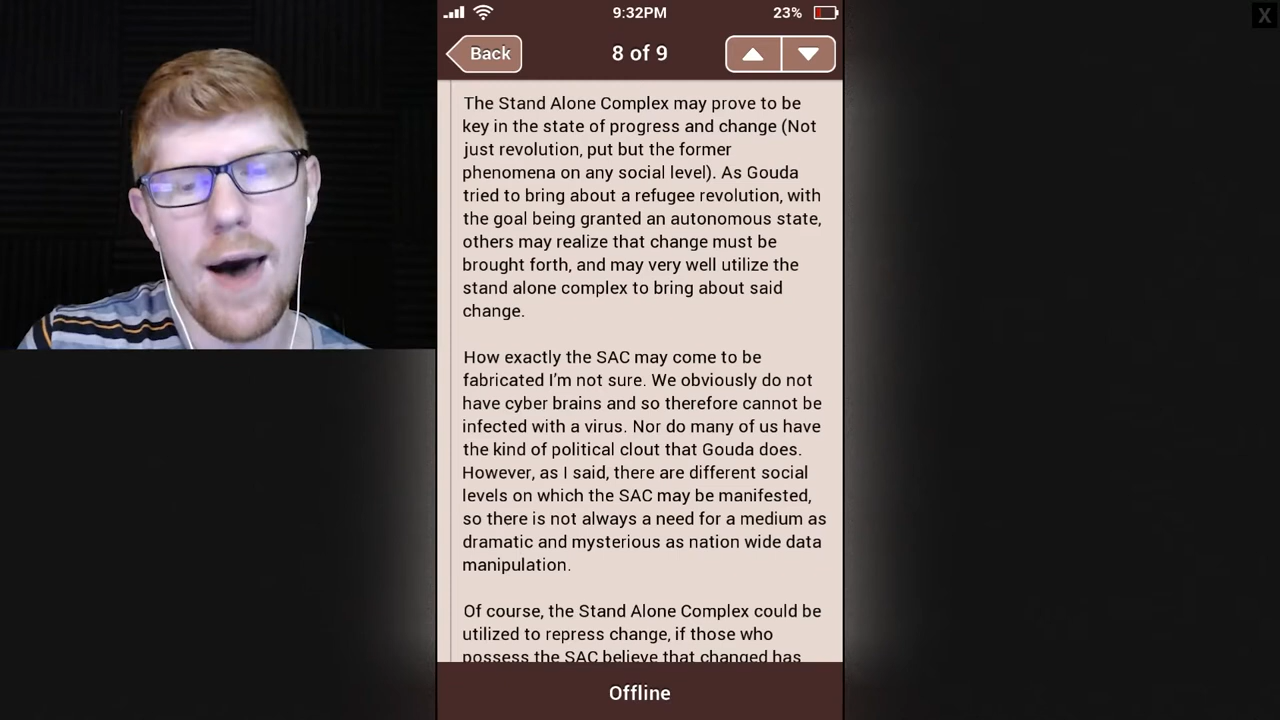 9:32PM
23%
X
Back
8 of 9
The Stand Alone Complex may prove to be
key in the state of progress and change (Not
just revolution, put but the former
phenomena on any social level). As Gouda
tried to bring about a refugee revolution, with
the goal being granted an autonomous state,
others may realize that change must be
brought forth, and may very well utilize the
stand alone complex to bring about said
change.
How exactly the SAC may come to be
fabricated I'm not sure. We obviously do not
have cyber brains and so therefore cannot be
infected with a virus. Nor do many of us have
the kind of political clout that Gouda does.
However, as I said, there are different social
levels on which the SAC may be manifested,
so there is not always a need for a medium as
dramatic and mysterious as nation wide data
manipulation.
Of course, the Stand Alone Complex could be
utilized to repress change, if those who
possess the SAC believe that changed has
Offline